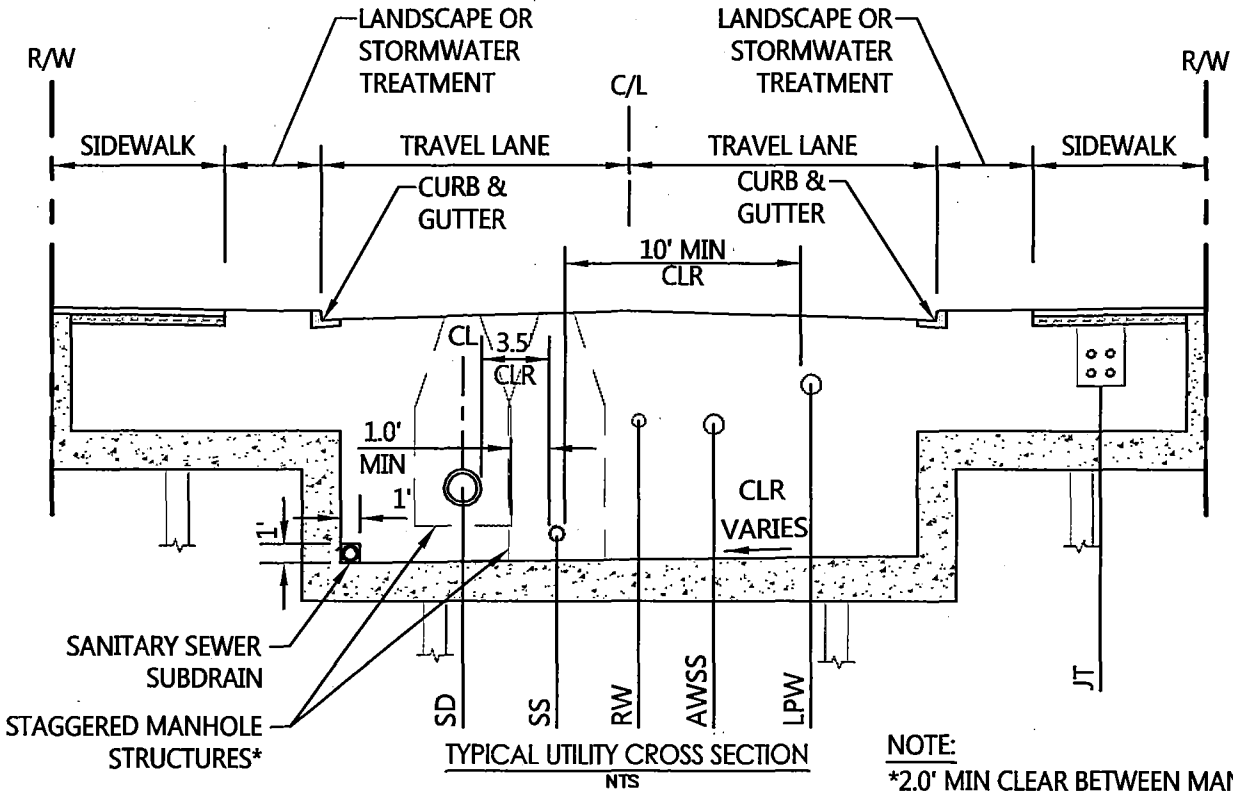 LANDSCAPE OR
STORMWATER
TREATMENT
LANDSCAPE OR
STORMWATER
TREATMENT
R/W
C/L
R/W
SIDEWALK
TRAVEL LANE
TRAVEL LANE
SIDEWALK
CURB &
GUTTER
CURB &
GUTTER
10' MIN
CLR
CL
3.5'
CLR
1.0'
MIN
1'
1'
CLR
VARIES
SANITARY SEWER
SUBDRAIN
STAGGERED MANHOLE
STRUCTURES*
SD
SS
RW
AWSS
LPW
JT
TYPICAL UTILITY CROSS SECTION
NTS
NOTE:
*2.0' MIN CLEAR BETWEEN MAN